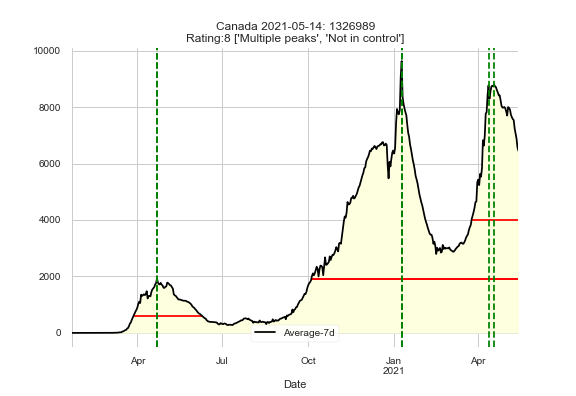 Canada 2021-05-14: 1326989
Rating:8 ['Multiple peaks', 'Not in control']
10000
8000
6000
4000
2000
0
Average-7d
Apr
Jul
Oct
Jan
2021
Apr
Date